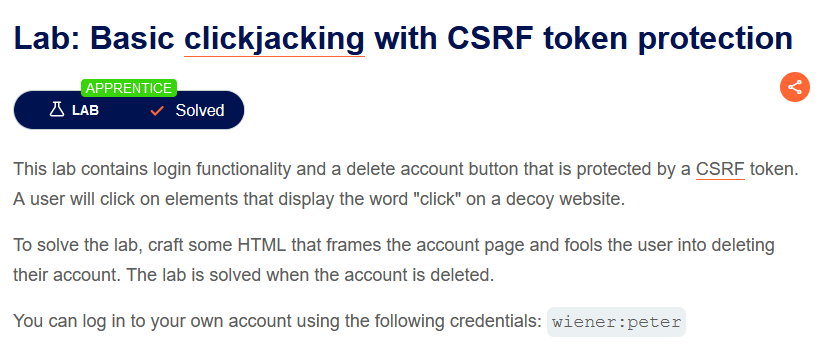 Lab: Basic clickjacking with CSRF token protection
APPRENTICE
LAB Solved
This lab contains login functionality and a delete account button that is protected by a CSRF token.
A user will click on elements that display the word "click" on a decoy website.
To solve the lab, craft some HTML that frames the account page and fools the user into deleting
their account. The lab is solved when the account is deleted.
You can log in to your own account using the following credentials: wiener:peter